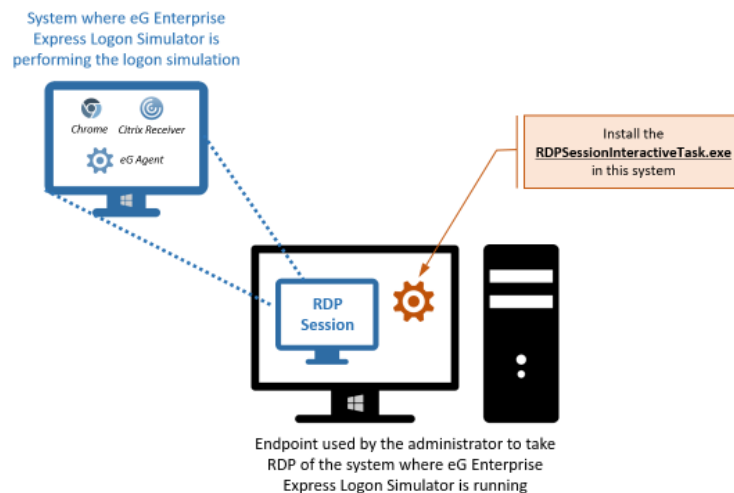 System where eG Enterprise
Express Logon Simulator is
performing the logon simulation
Chrome Citrix Receiver
eG Agent
Install the
RDPSessionInteractiveTask.exe
in this system
RDP
Session
Endpoint used by the administrator to take
RDP of the system where eG Enterprise
Express Logon Simulator is running